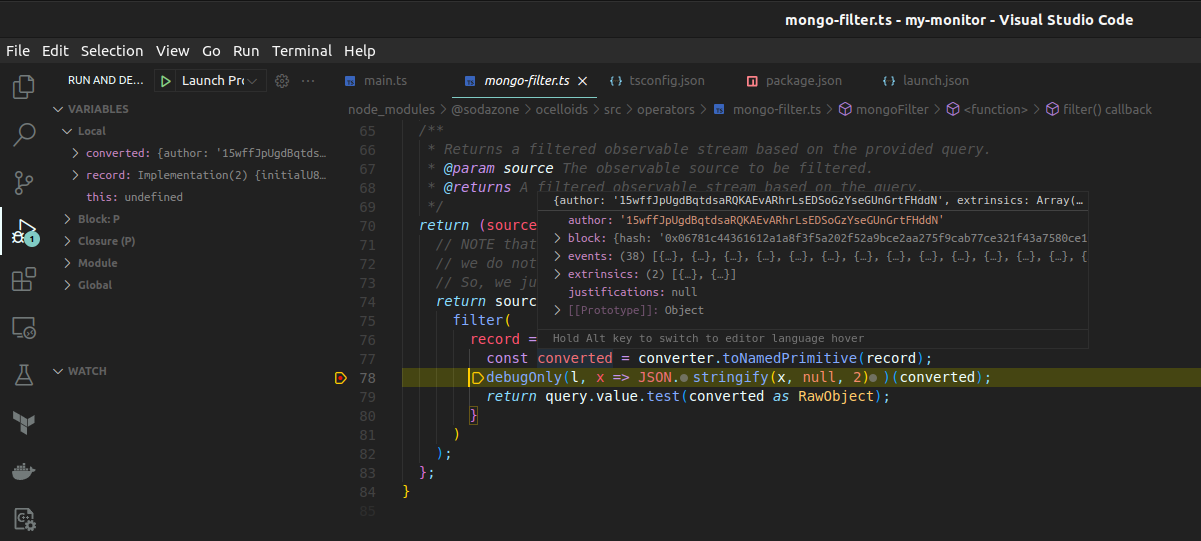 mongo-filter.ts - my-monitor - Visual Studio Code
File Edit Selection View Go Run Terminal Help
RUN AND DE... Launch Pr ···
main.ts mongo-filter.ts tsconfig.json package.json launch.json
node_modules > @sodazone > ocelloids > src > operators > mongo-filter.ts > mongoFilter > <function> > filter() callback
VARIABLES
Local
converted: {author: '15wffJpUgdBqtds…
record: Implementation(2) {initialU8…
this: undefined
Block: P
Closure (P)
Module
Global
1
WATCH
65 /**
66 * Returns a filtered observable stream based on the provided query.
67 * @param source The observable source to be filtered.
68 * @returns A filtered observable stream based on the query.
69 */
70 return (source
71 // NOTE that
72 // we do not
73 // So, we ju
74 return sourc
75 filter(
76 record =
77 const converted = converter.toNamedPrimitive(record);
78 debugOnly(l, x => JSON. stringify(x, null, 2) )(converted);
79 return query.value.test(converted as RawObject);
80 }
81 )
82 );
83 };
84 }
85
{author: '15wffJpUgdBqtdsaRQKAEvARhrLsEDSoGzYseGUnGrtFHddN', extrinsics: Array(…
author: '15wffJpUgdBqtdsaRQKAEvARhrLsEDSoGzYseGUnGrtFHddN'
block: {hash: '0x06781c44361612a1a8f3f5a202f52a9bce2aa275f9cab77ce321f43a7580ce1
events: (38) [{…}, {…}, {…}, {…}, {…}, {…}, {…}, {…}, {…}, {…}, {…}, {…}, {…}, {
extrinsics: (2) [{…}, {…}]
justifications: null
[[Prototype]]: Object
Hold Alt key to switch to editor language hover